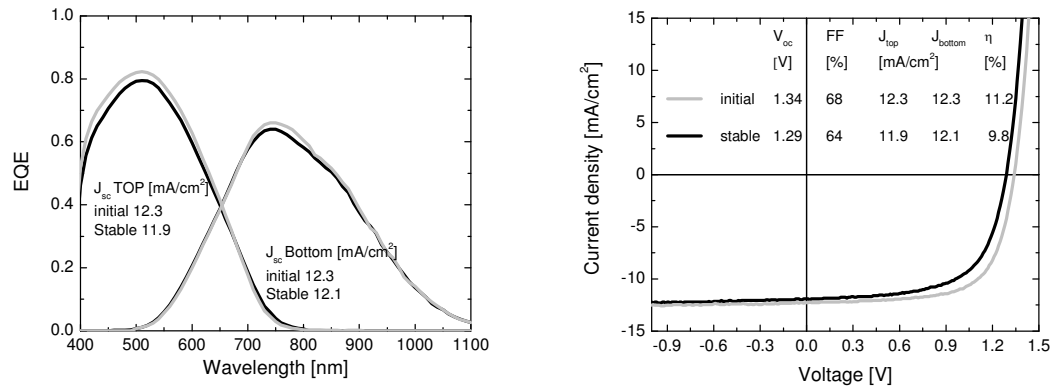 1.0
0.8
0.6
0.4
0.2
0.0
EQE
J_sc TOP [mA/cm²]
initial 12.3
Stable 11.9
J_sc Bottom [mA/cm²]
initial 12.3
Stable 12.1
400 500 600 700 800 900 1000 1100
Wavelength [nm]
15
10
5
0
-5
-10
-15
Current density [mA/cm²]
V_oc FF J_top J_bottom η
[V] [%] [mA/cm²] [%]
initial 1.34 68 12.3 12.3 11.2
stable 1.29 64 11.9 12.1 9.8
-0.9 -0.6 -0.3 0.0 0.3 0.6 0.9 1.2 1.5
Voltage [V]